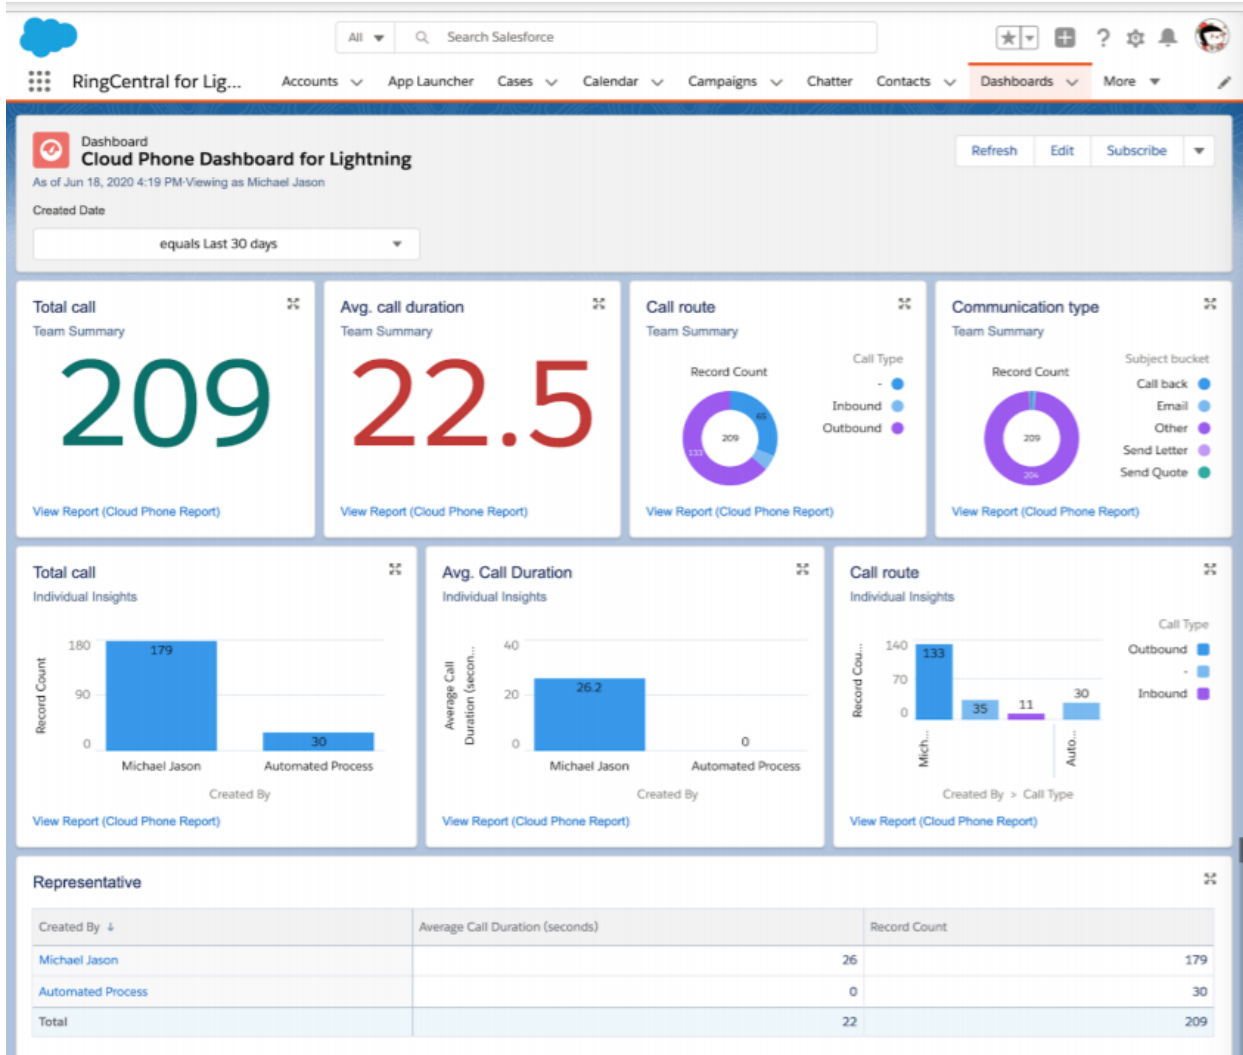 All
Search Salesforce
RingCentral for Lig...
Accounts
App Launcher
Cases
Calendar
Campaigns
Chatter
Contacts
Dashboards
More
Dashboard
Cloud Phone Dashboard for Lightning
As of Jun 18, 2020 4:19 PM·Viewing as Michael Jason
Refresh
Edit
Subscribe
Created Date
equals Last 30 days
Total call
Team Summary
209
View Report (Cloud Phone Report)
Avg. call duration
Team Summary
22.5
View Report (Cloud Phone Report)
Call route
Team Summary
Record Count
65
209
133
Call Type
-
Inbound
Outbound
View Report (Cloud Phone Report)
Communication type
Team Summary
Record Count
209
204
Subject bucket
Call back
Email
Other
Send Letter
Send Quote
View Report (Cloud Phone Report)
Total call
Individual Insights
Record Count
180
90
0
179
30
Michael Jason
Automated Process
Created By
View Report (Cloud Phone Report)
Avg. Call Duration
Individual Insights
Average Call
Duration (secon...
40
20
0
26.2
0
Michael Jason
Automated Process
Created By
View Report (Cloud Phone Report)
Call route
Individual Insights
Record Cou...
140
70
0
133
35
11
30
Mich...
Auto...
Created By > Call Type
Call Type
Outbound
-
Inbound
View Report (Cloud Phone Report)
Representative
Created By ↓ Average Call Duration (seconds) Record Count
Michael Jason 26 179
Automated Process 0 30
Total 22 209